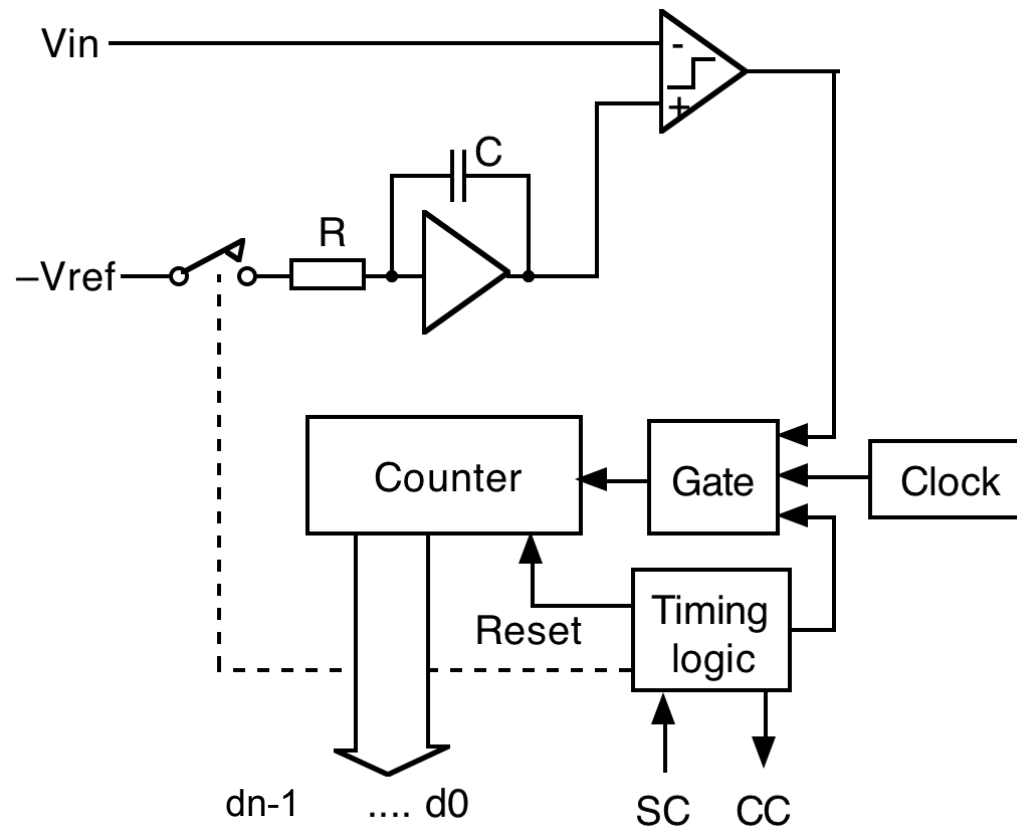 Vin
-
+
C
R
–Vref
Counter
Gate
Clock
Reset
Timing
logic
dn-1 .... d0
SC CC